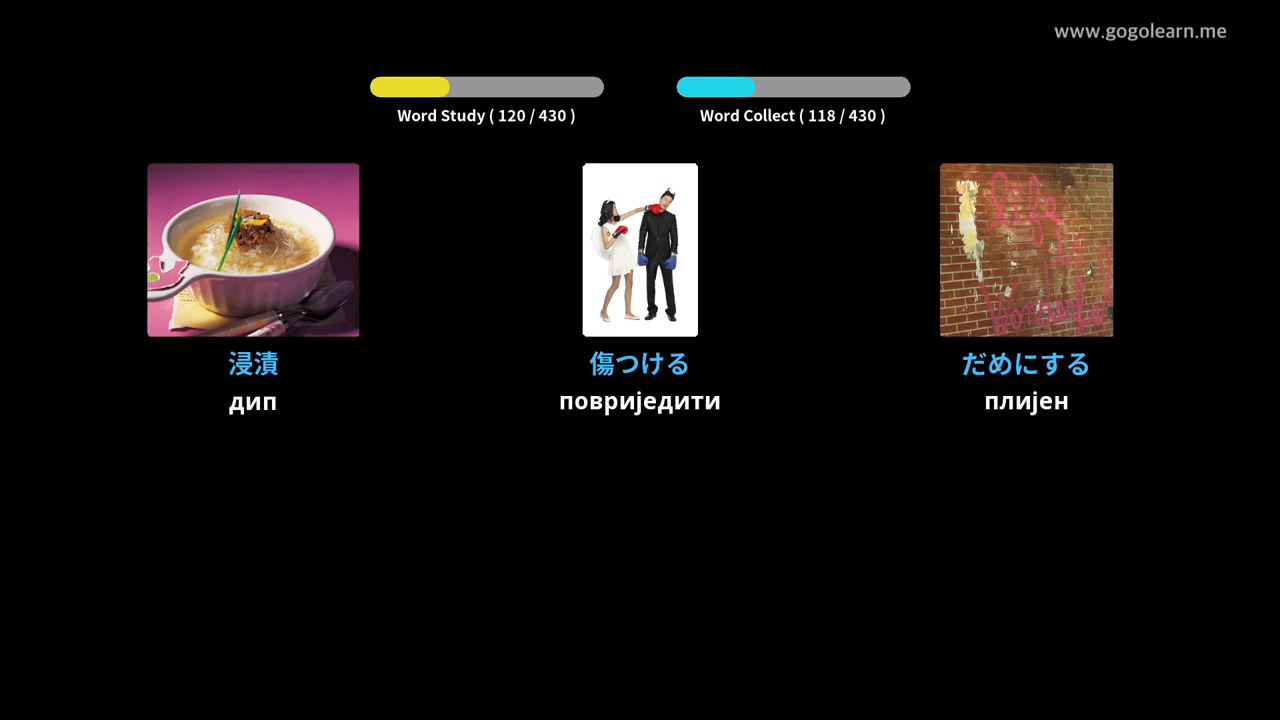 www.gogolearn.me
Word Study ( 120 / 430 )
Word Collect ( 118 / 430 )
浸漬
дип
傷つける
повриједити
だめにする
плијен